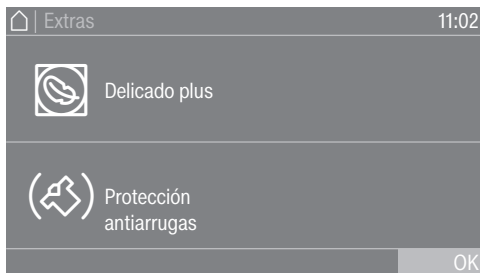 Extras 11:02
Delicado plus
Protección
antiarrugas
OK